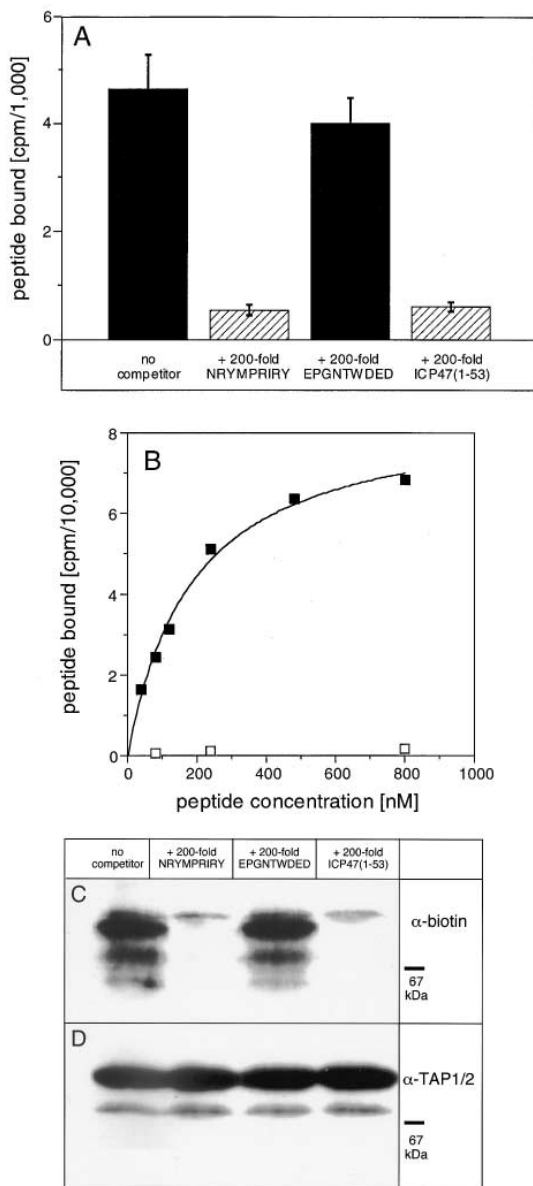 A
peptide bound [cpm/1,000]
6
4
2
0
no
competitor
+ 200-fold
NRYMPRIRY
+ 200-fold
EPGNTWDED
+ 200-fold
ICP47(1-53)
B
peptide bound [cpm/10,000]
8
6
4
2
0
0
200
400
600
800
1000
peptide concentration [nM]
no
competitor
+ 200-fold
NRYMPRIRY
+ 200-fold
EPGNTWDED
+ 200-fold
ICP47(1-53)
C
α-biotin
67
kDa
D
α-TAP1/2
67
kDa